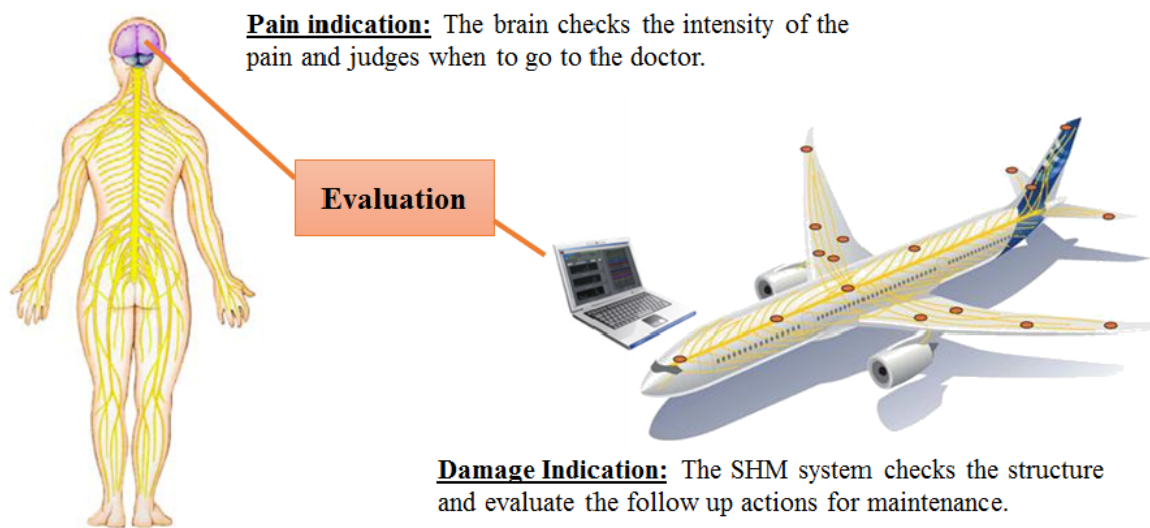 Pain indication: The brain checks the intensity of the
pain and judges when to go to the doctor.
Evaluation
Damage Indication: The SHM system checks the structure
and evaluate the follow up actions for maintenance.